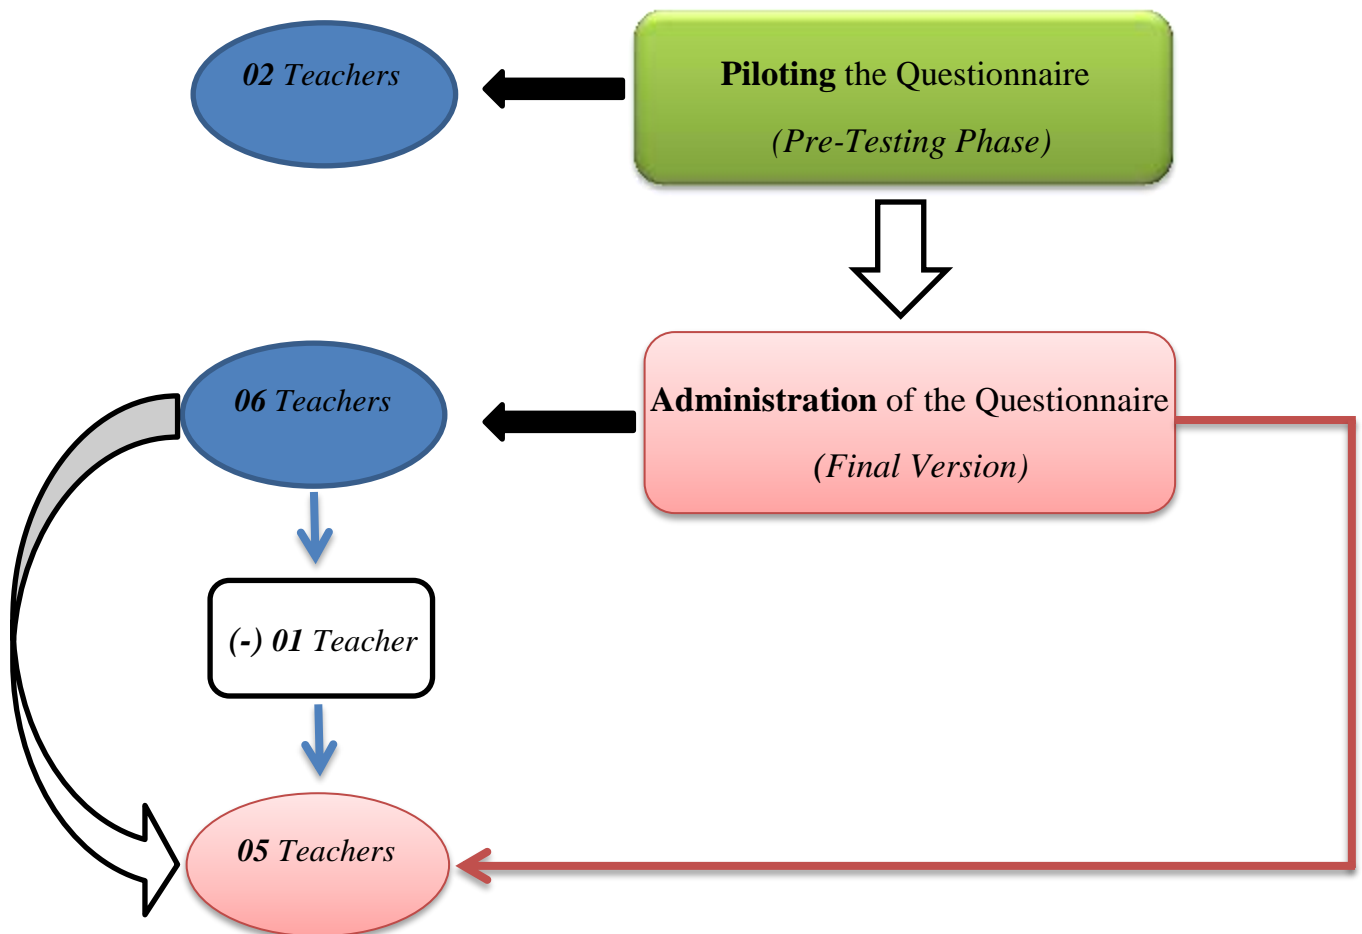 02 Teachers
Piloting the Questionnaire
(Pre-Testing Phase)
06 Teachers
Administration of the Questionnaire
(Final Version)
(-) 01 Teacher
05 Teachers